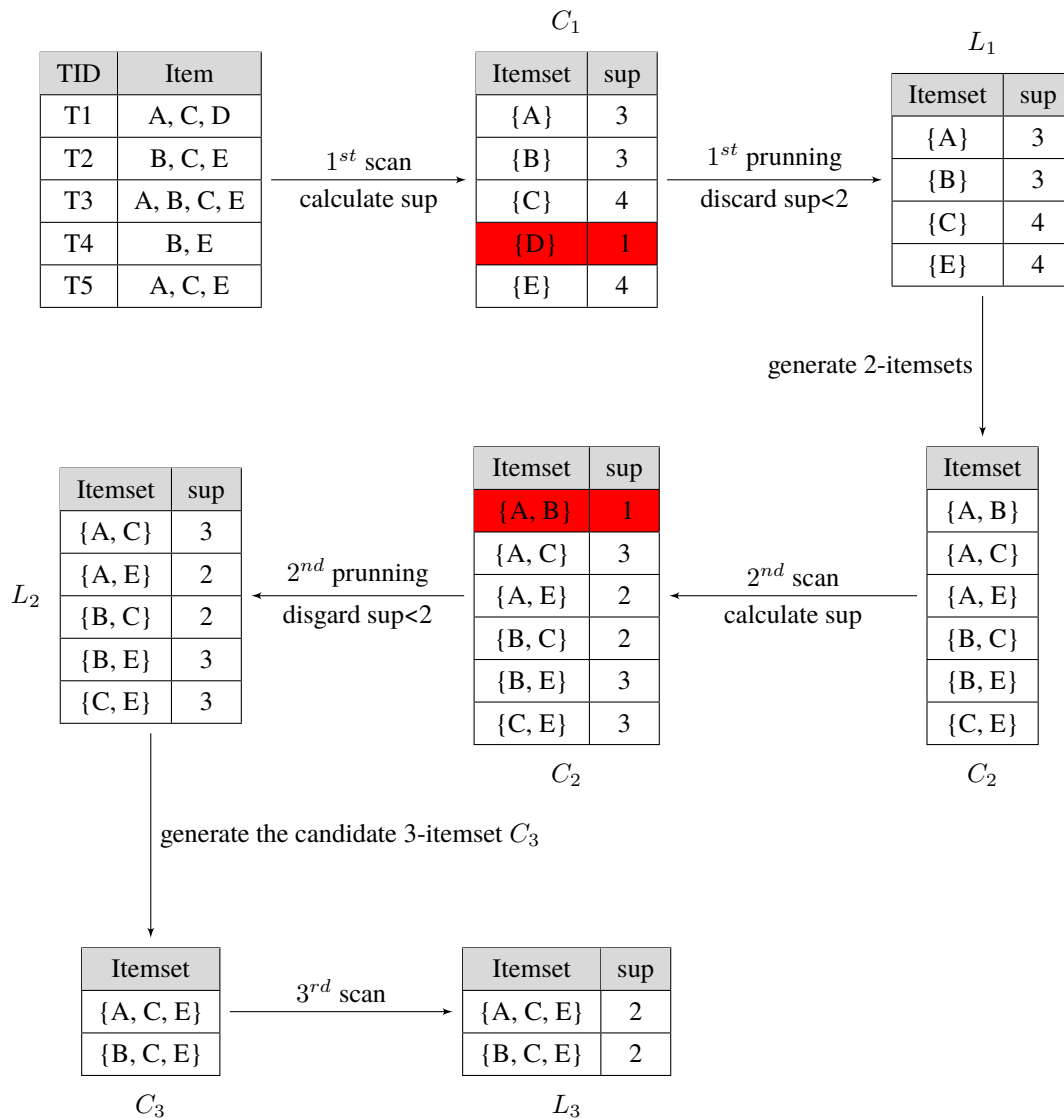 C₁
L₁
TID Item
T1 A, C, D
T2 B, C, E
T3 A, B, C, E
T4 B, E
T5 A, C, E
1ˢᵗ scan
calculate sup
Itemset sup
{A} 3
{B} 3
{C} 4
{D} 1
{E} 4
1ˢᵗ prunning
discard sup<2
Itemset sup
{A} 3
{B} 3
{C} 4
{E} 4
generate 2-itemsets
Itemset
{A, B}
{A, C}
{A, E}
{B, C}
{B, E}
{C, E}
C₂
2ⁿᵈ scan
calculate sup
Itemset sup
{A, B} 1
{A, C} 3
{A, E} 2
{B, C} 2
{B, E} 3
{C, E} 3
C₂
2ⁿᵈ prunning
disgard sup<2
L₂
Itemset sup
{A, C} 3
{A, E} 2
{B, C} 2
{B, E} 3
{C, E} 3
generate the candidate 3-itemset C₃
Itemset
{A, C, E}
{B, C, E}
C₃
3ʳᵈ scan
Itemset sup
{A, C, E} 2
{B, C, E} 2
L₃